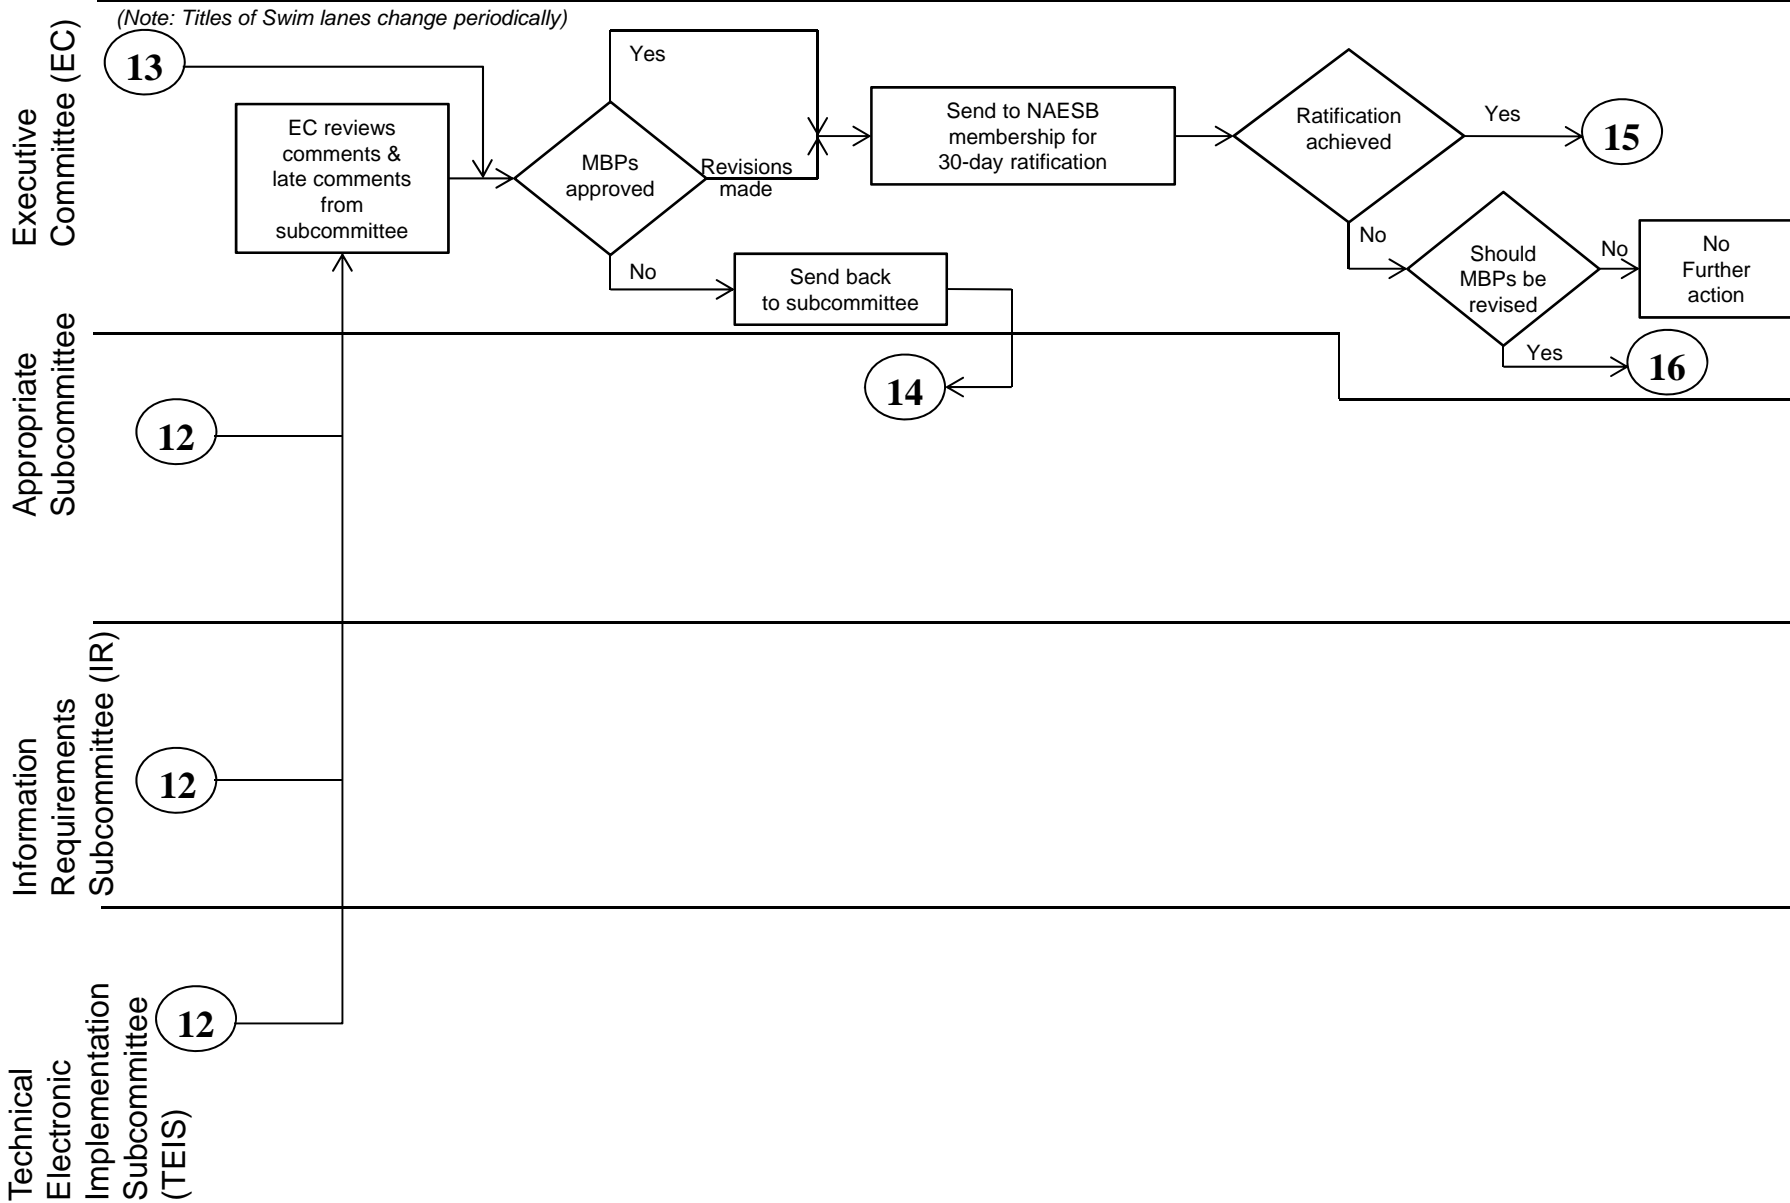 (Note: Titles of Swim lanes change periodically)
Executive
Committee (EC)
13
EC reviews
comments &
late comments
from
subcommittee
Yes
MBPs
approved
Revisions
made
No
Send back
to subcommittee
Send to NAESB
membership for
30-day ratification
Ratification
achieved
Yes
15
No
Should
MBPs be
revised
No
No
Further
action
Yes
16
Appropriate
Subcommittee
14
12
Information
Requirements
Subcommittee (IR)
12
Technical
Electronic
Implementation
Subcommittee
(TEIS)
12